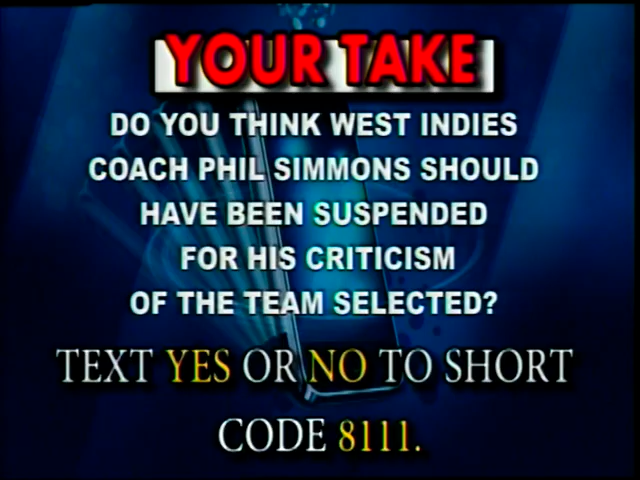 YOUR TAKE
DO YOU THINK WEST INDIES
COACH PHIL SIMMONS SHOULD
HAVE BEEN SUSPENDED
FOR HIS CRITICISM
OF THE TEAM SELECTED?
TEXT YES OR NO TO SHORT
CODE 8111.